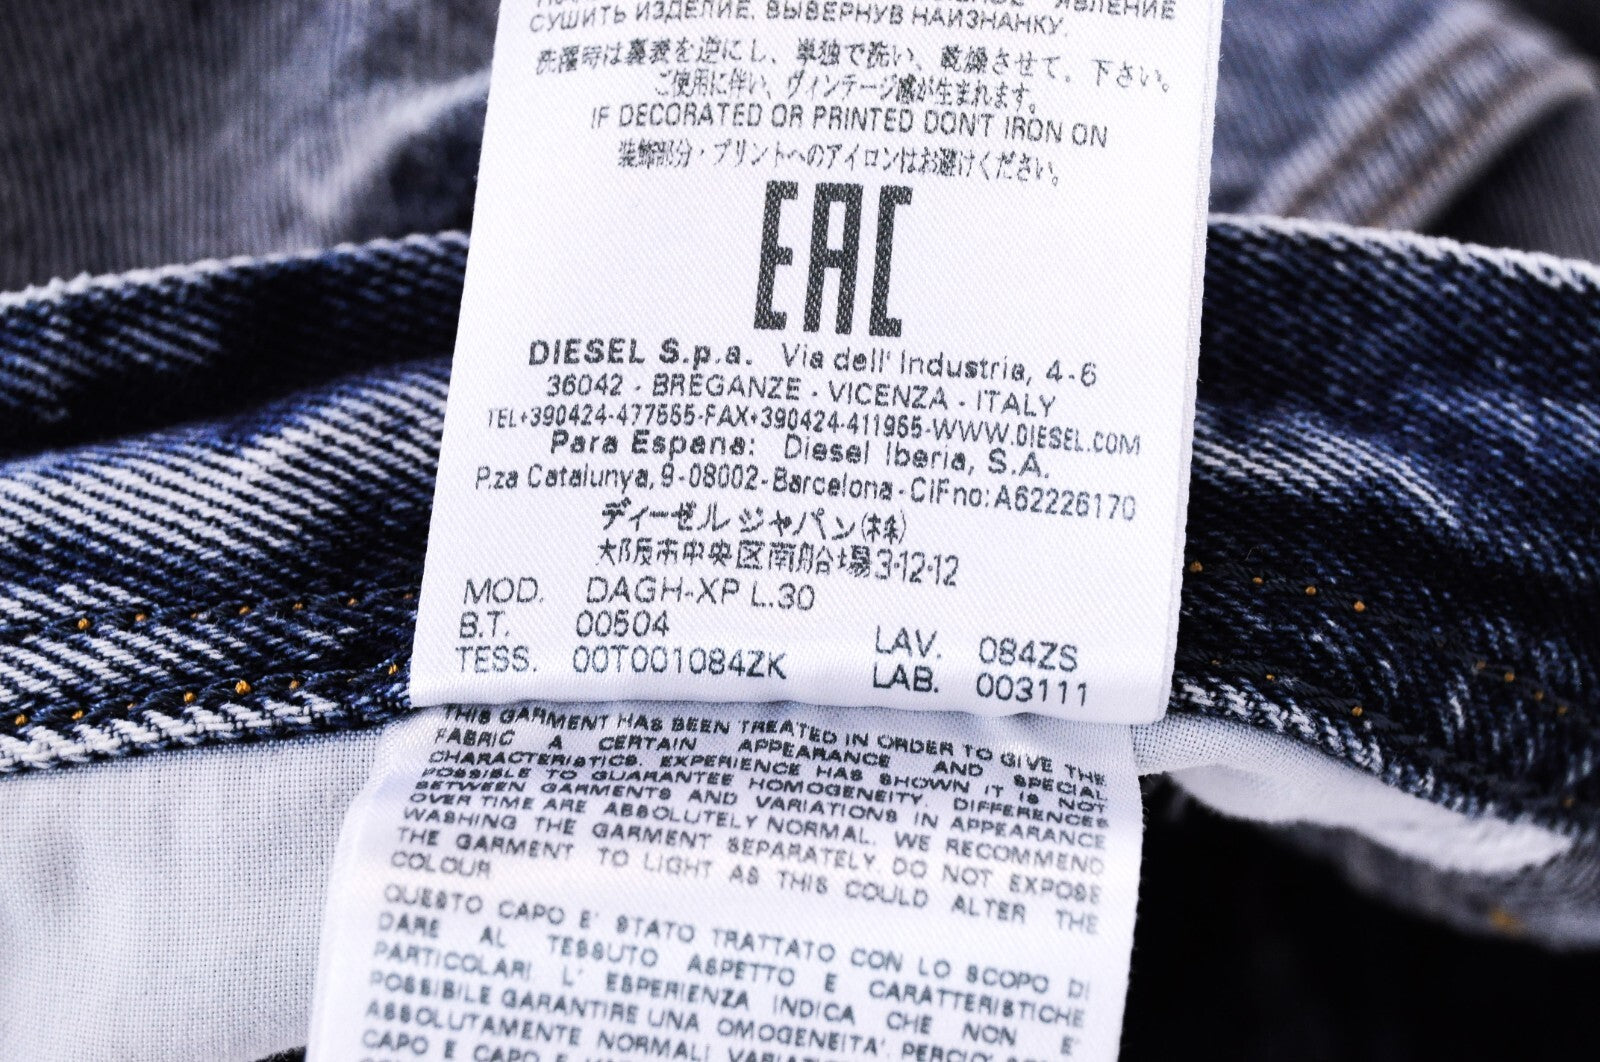 ЯВЛЕНИЕ
СУШИТЬ ИЗДЕЛИЕ, ВЫВЕРНУВ НАИЗНАНКУ.
洗濯時は裏表を逆にし、単独で洗い、乾燥させて。下さい。
ご使用に伴い、ヴィンテージ感が生まれます。
IF DECORATED OR PRINTED DON'T IRON ON
装飾部分・プリントへのアイロンはお避けください。
EAC
DIESEL S.p.a. Via dell' Industria, 4-6
36042 - BREGANZE - VICENZA - ITALY
TEL+390424-477555-FAX+390424-411955-WWW.DIESEL.COM
Para Espana: Diesel Iberia, S.A.
P.za Catalunya, 9-08002-Barcelona-CIFno:A62226170
ディーゼル ジャパン(株)
大阪市中央区南船台場3-12-12
MOD. DAGH-XP L.30
B.T. 00504
LAV. 084ZS
TESS. 00T001084ZK
LAB. 003111
THIS GARMENT HAS BEEN TREATED IN ORDER TO GIVE THE
FABRIC A CERTAIN APPEARANCE AND SPECIAL
CHARACTERISTICS. EXPERIENCE HAS SHOWN IT IS NOT
POSSIBLE TO GUARANTEE HOMOGENEITY. DIFFERENCES
BETWEEN GARMENTS AND VARIATIONS IN APPEARANCE
OVER TIME ARE ABSOLUTELY NORMAL. WE RECOMMEND
WASHING THE GARMENT SEPARATELY. DO NOT EXPOSE
THE GARMENT TO LIGHT AS THIS COULD ALTER THE
COLOUR
QUESTO CAPO E' STATO TRATTATO CON LO SCOPO DI
DARE AL TESSUTO ASPETTO E CARATTERISTICHE
PARTICOLARI. L' ESPERIENZA INDICA CHE NON E'
POSSIBILE GARANTIRE UNA OMOGENEITA'. PERCIO'
ABSOLUTAMENTE NORMALI VARIAZIONI
CAPO E CAPO E